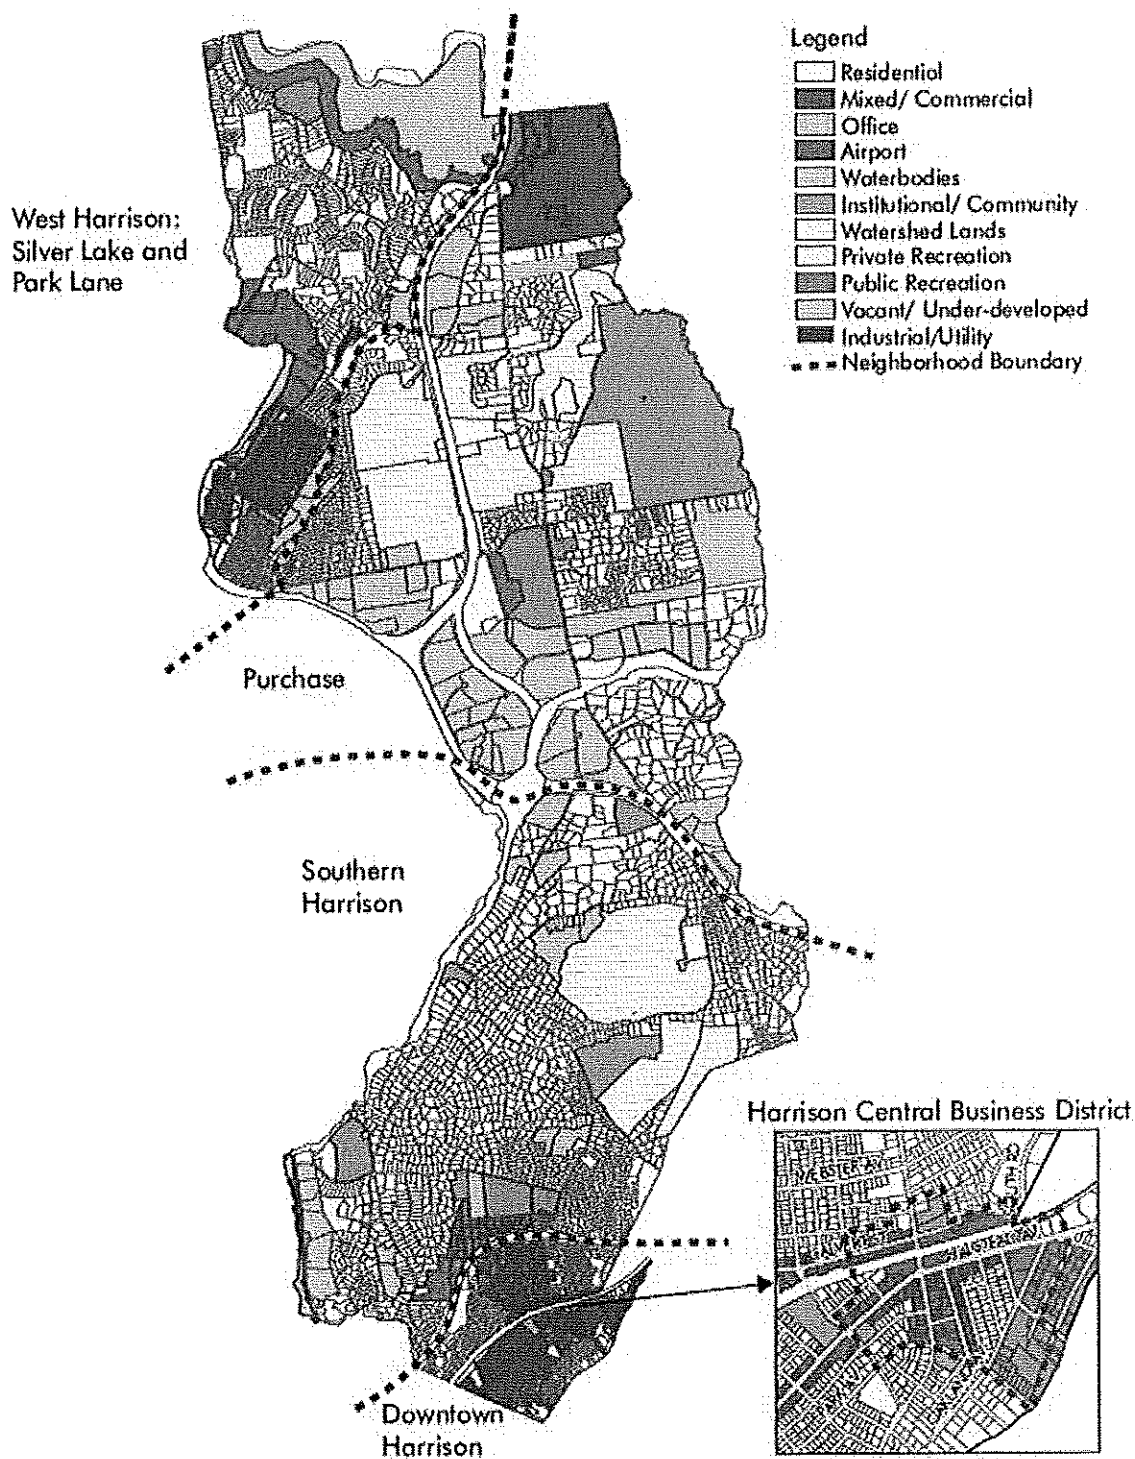 Legend
Residential
Mixed/ Commercial
Office
Airport
Waterbodies
Institutional/ Community
Watershed Lands
Private Recreation
Public Recreation
Vacant/ Under-developed
Industrial/Utility
Neighborhood Boundary
West Harrison:
Silver Lake and
Park Lane
Purchase
Southern
Harrison
Harrison Central Business District
WEBSTER AV
Downtown
Harrison